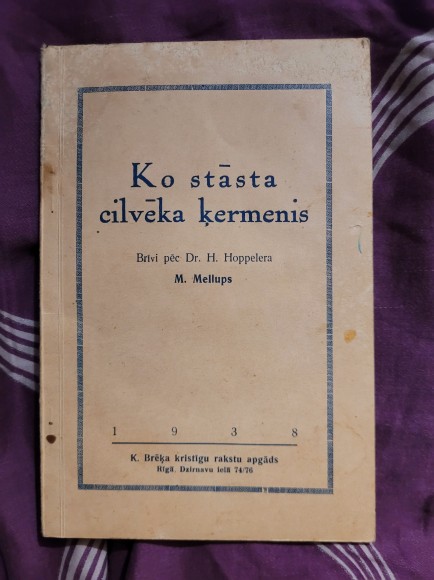 Ko stāsta
cilvēka ķermenis
Brīvi pēc Dr. H. Hoppelera
M. Mellups
1 9 3 8
K. Brēķa kristīgu rakstu apgāds
Rīgā, Dzirnavu ielā 74/76